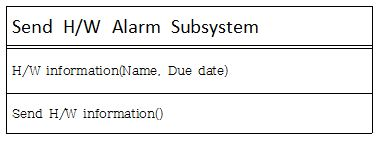 Send H/W Alarm Subsystem
H/W information(Name, Due date)
Send H/W information()